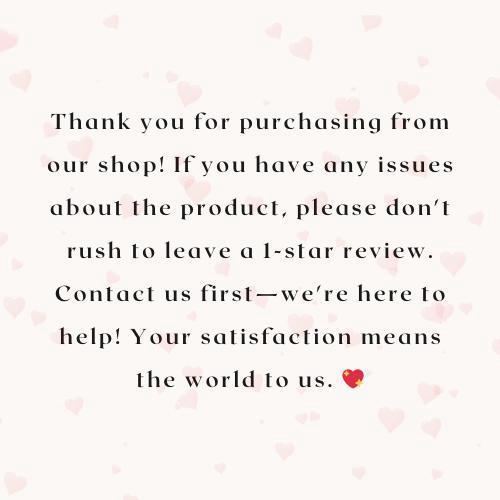 Thank you for purchasing from
our shop! If you have any issues
about the product, please don't
rush to leave a 1-star review.
Contact us first—we're here to
help! Your satisfaction means
the world to us. 💖